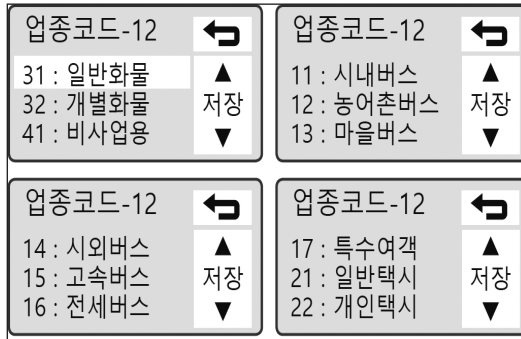 업종코드-12
31 : 일반화물
32 : 개별화물
41 : 비사업용
▲
저장
▼
업종코드-12
11 : 시내버스
12 : 농어촌버스
13 : 마을버스
▲
저장
▼
업종코드-12
14 : 시외버스
15 : 고속버스
16 : 전세버스
▲
저장
▼
업종코드-12
17 : 특수여객
21 : 일반택시
22 : 개인택시
▲
저장
▼